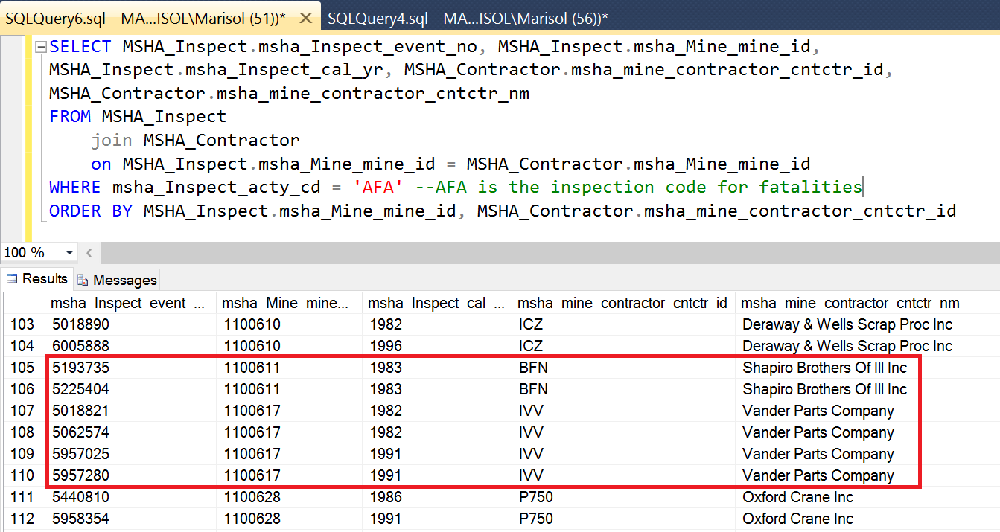 SQLQuery6.sql - MA...ISOL\Marisol (51))* SQLQuery4.sql - MA...ISOL\Marisol (56))*
SELECT MSHA_Inspect.msha_Inspect_event_no, MSHA_Inspect.msha_Mine_mine_id,
MSHA_Inspect.msha_Inspect_cal_yr, MSHA_Contractor.msha_mine_contractor_cntctr_id,
MSHA_Contractor.msha_mine_contractor_cntctr_nm
FROM MSHA_Inspect
join MSHA_Contractor
on MSHA_Inspect.msha_Mine_mine_id = MSHA_Contractor.msha_Mine_mine_id
WHERE msha_Inspect_acty_cd = 'AFA' --AFA is the inspection code for fatalities
ORDER BY MSHA_Inspect.msha_Mine_mine_id, MSHA_Contractor.msha_mine_contractor_cntctr_id
100 %
Results Messages
msha_Inspect_event_... msha_Mine_mine... msha_Inspect_cal_... msha_mine_contractor_cntctr_id msha_mine_contractor_cntctr_nm
103 5018890 1100610 1982 ICZ Deraway & Wells Scrap Proc Inc
104 6005888 1100610 1996 ICZ Deraway & Wells Scrap Proc Inc
105 5193735 1100611 1983 BFN Shapiro Brothers Of Ill Inc
106 5225404 1100611 1983 BFN Shapiro Brothers Of Ill Inc
107 5018821 1100617 1982 IVV Vander Parts Company
108 5062574 1100617 1982 IVV Vander Parts Company
109 5957025 1100617 1991 IVV Vander Parts Company
110 5957280 1100617 1991 IVV Vander Parts Company
111 5440810 1100628 1986 P750 Oxford Crane Inc
112 5958354 1100628 1991 P750 Oxford Crane Inc